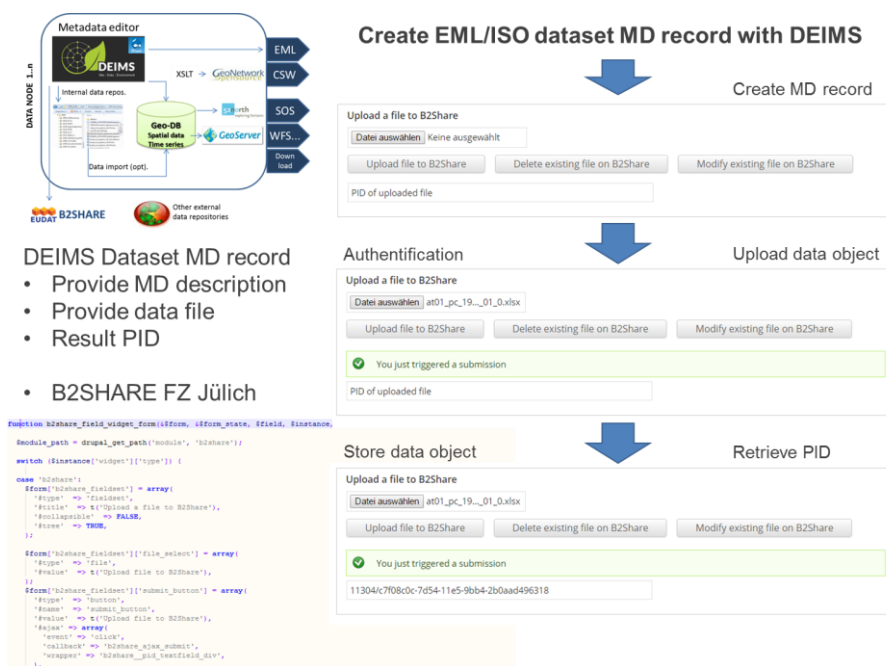 Metadata editor
DEIMS
EML
XSLT
GeoNetwork
opensource
CSW
DATA NODE 1..n
Internal data repos.
Geo-DB
Spatial data
Time series
north
SOS
GeoServer
WFS...
Data import (opt).
Down
load
EUDAT B2SHARE
Other external
data repositories
DEIMS Dataset MD record
• Provide MD description
• Provide data file
• Result PID
• B2SHARE FZ Jülich
function b2share_field_widget_form(&$form, &$form_state, $field, $instance,
$module_path = drupal_get_path('module', 'b2share');
switch ($instance['widget']['type']) {
case 'b2share':
$form['b2share_fieldset'] = array(
'#type' => 'fieldset',
'#title' => t('Upload a file to B2Share'),
'#collapsible' => FALSE,
'#tree' => TRUE,
);
$form['b2share_fieldset']['file_select'] = array(
'#type' => 'file',
'#value' => t('Upload file to B2Share'),
);
$form['b2share_fieldset']['submit_button'] = array(
'#type' => 'button',
'#name' => 'submit_button',
'#value' => t('Upload file to B2Share'),
'#ajax' => array(
'event' => 'click',
'callback' => 'b2share_ajax_submit',
'wrapper' => 'b2share__pid_textfield_div',
),
Create EML/ISO dataset MD record with DEIMS
Create MD record
Upload a file to B2Share
Datei auswählen Keine ausgewählt
Upload file to B2Share Delete existing file on B2Share Modify existing file on B2Share
PID of uploaded file
Authentification Upload data object
Upload a file to B2Share
Datei auswählen at01_pc_19..._01_0.xlsx
Upload file to B2Share Delete existing file on B2Share Modify existing file on B2Share
You just triggered a submission
PID of uploaded file
Store data object Retrieve PID
Upload a file to B2Share
Datei auswählen at01_pc_19..._01_0.xlsx
Upload file to B2Share Delete existing file on B2Share Modify existing file on B2Share
You just triggered a submission
11304/c7f08c0c-7d54-11e5-9bb4-2b0aad496318